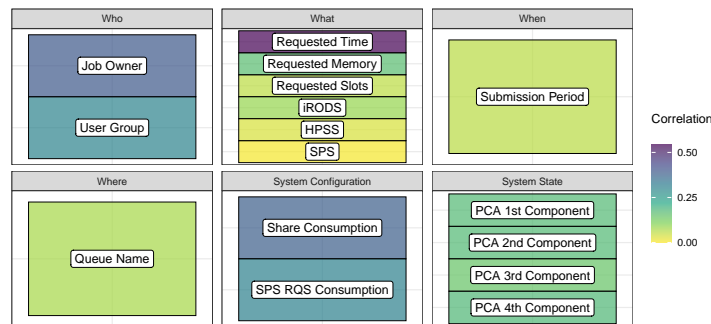 Who
What
When
Job Owner
User Group
Requested Time
Requested Memory
Requested Slots
iRODS
HPSS
SPS
Submission Period
Where
System Configuration
System State
Queue Name
Share Consumption
SPS RQS Consumption
PCA 1st Component
PCA 2nd Component
PCA 3rd Component
PCA 4th Component
Correlation
0.50
0.25
0.00